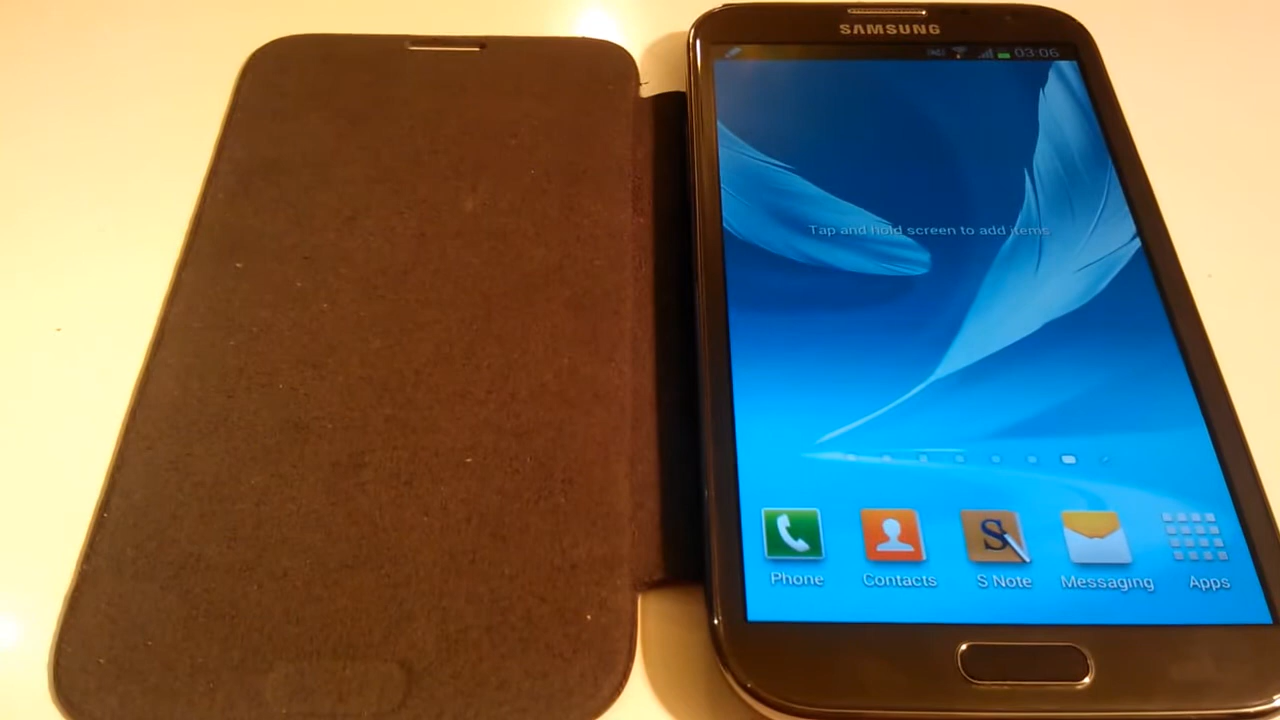 SAMSUNG
03:06
Tap and hold screen to add items
S
Phone
Contacts
S Note
Messaging
Apps